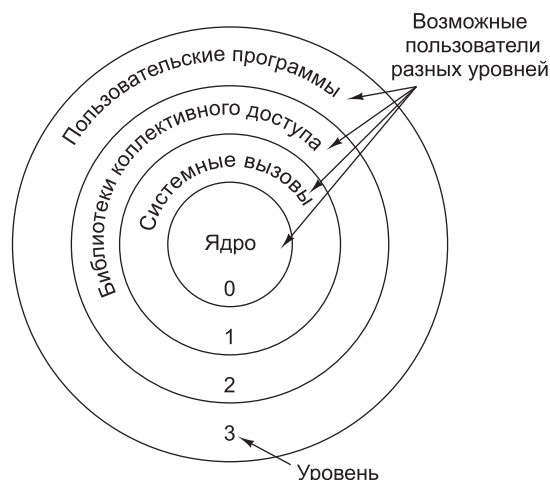 Возможные
пользователи
разных уровней
Пользовательские программы
Библиотеки коллективного доступа
Системные вызовы
Ядро
0
1
2
3
Уровень